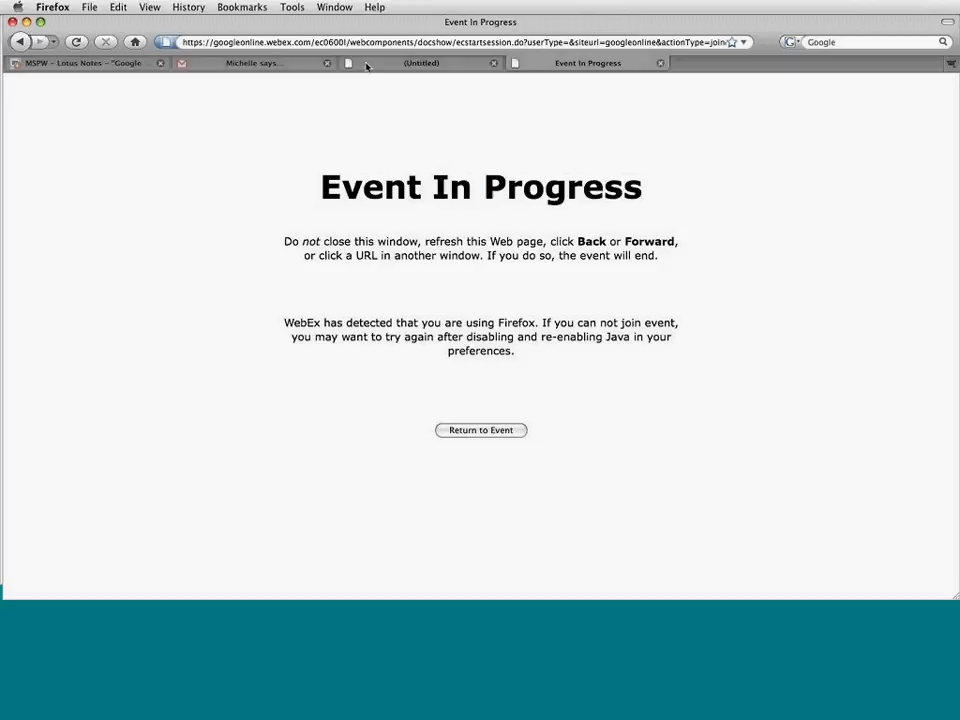 Firefox File Edit View History Bookmarks Tools Window Help
Event In Progress
https://googleonline.webex.com/ec0600l/webcomponents/docshow/ecstartsession.do?userType=&siteurl=googleonline&actionType=join
Google
MSPW – Lotus Notes – "Google ...
Michelle says...
(Untitled)
Event In Progress
Event In Progress
Do not close this window, refresh this Web page, click Back or Forward,
or click a URL in another window. If you do so, the event will end.
WebEx has detected that you are using Firefox. If you can not join event,
you may want to try again after disabling and re-enabling Java in your
preferences.
Return to Event